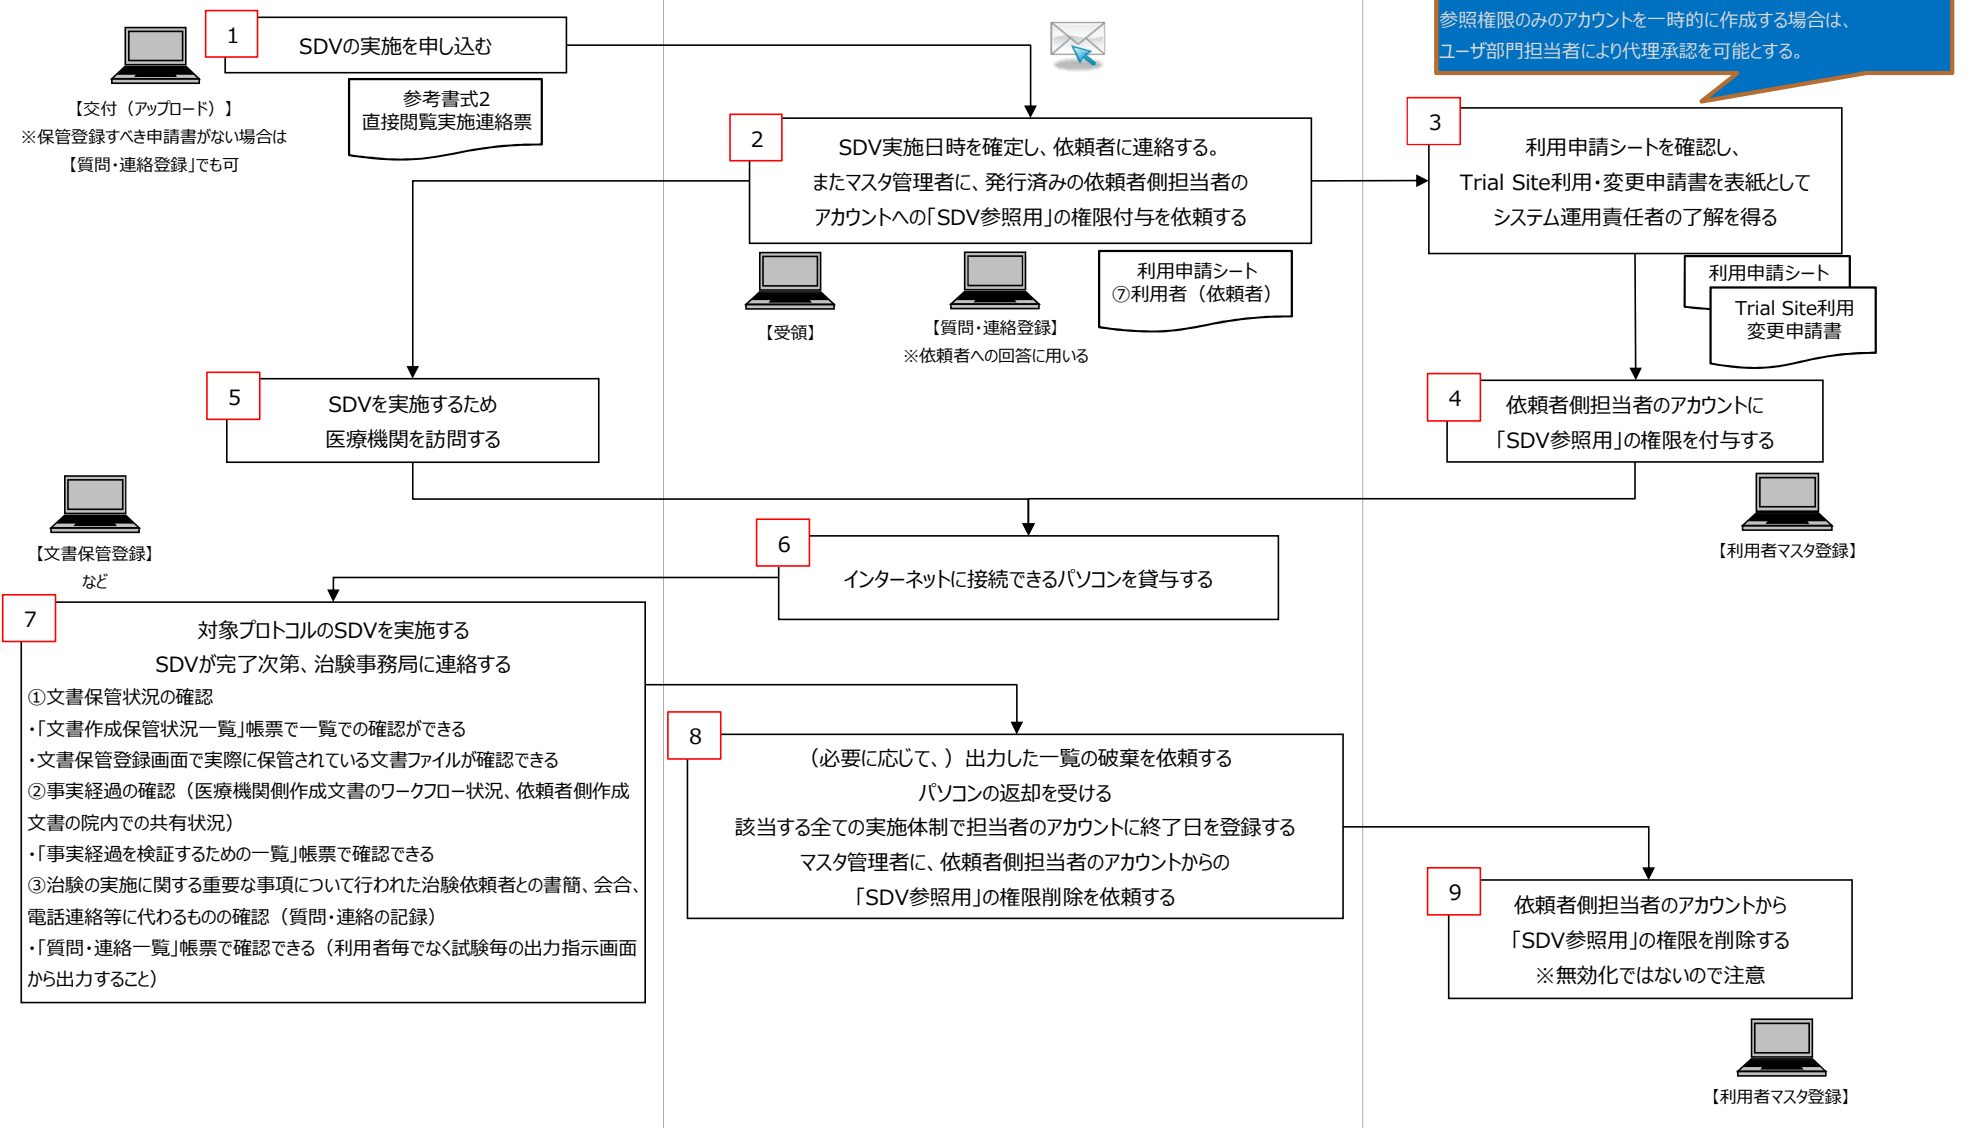 参照権限のみのアカウントを一時的に作成する場合は、
ユーザ部門担当者により代理承認を可能とする。
1
SDVの実施を申し込む
【交付（アップロード）】
※保管登録すべき申請書がない場合は
【質問・連絡登録」でも可
参考書式2
直接閲覧実施連絡票
2
SDV実施日時を確定し、依頼者に連絡する。
またマスタ管理者に、発行済みの依頼者側担当者の
アカウントへの「SDV参照用」の権限付与を依頼する
【受領】
【質問・連絡登録】
※依頼者への回答に用いる
利用申請シート
⑦利用者（依頼者）
3
利用申請シートを確認し、
Trial Site利用・変更申請書を表紙として
システム運用責任者の了解を得る
利用申請シート
Trial Site利用
変更申請書
4
依頼者側担当者のアカウントに
「SDV参照用」の権限を付与する
【利用者マスタ登録】
5
SDVを実施するため
医療機関を訪問する
6
インターネットに接続できるパソコンを貸与する
【文書保管登録】
など
7
対象プロトコルのSDVを実施する
SDVが完了次第、治験事務局に連絡する
①文書保管状況の確認
・「文書作成保管状況一覧」帳票で一覧での確認ができる
・文書保管登録画面で実際に保管されている文書ファイルが確認できる
②事実経過の確認（医療機関側作成文書のワークフロー状況、依頼者側作成
文書の院内での共有状況）
・「事実経過を検証するための一覧」帳票で確認できる
③治験の実施に関する重要な事項について行われた治験依頼者との書簡、会合、
電話連絡等に代わるものの確認（質問・連絡の記録）
・「質問・連絡一覧」帳票で確認できる（利用者毎でなく試験毎の出力指示画面
から出力すること）
8
（必要に応じて、）出力した一覧の破棄を依頼する
パソコンの返却を受ける
該当する全ての実施体制で担当者のアカウントに終了日を登録する
マスタ管理者に、依頼者側担当者のアカウントからの
「SDV参照用」の権限削除を依頼する
9
依頼者側担当者のアカウントから
「SDV参照用」の権限を削除する
※無効化ではないので注意
【利用者マスタ登録】